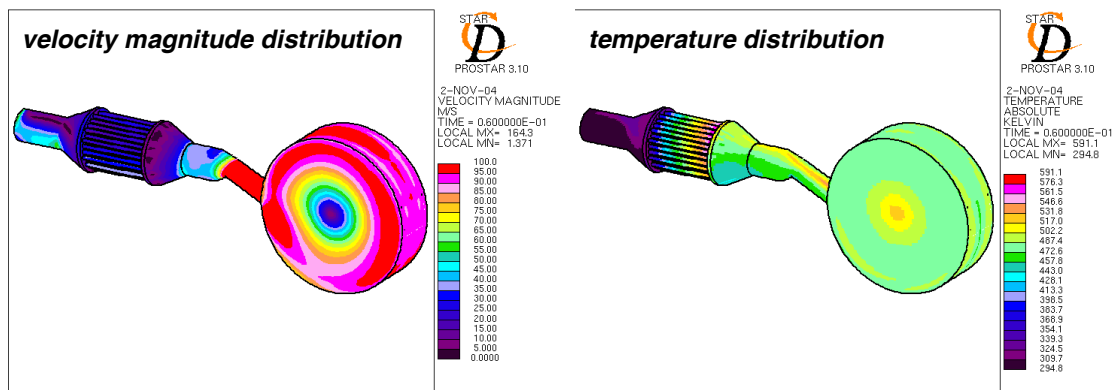 velocity magnitude distribution
STAR
CD
PROSTAR 3.10
2-NOV-04
VELOCITY MAGNITUDE
M/S
TIME = 0.600000E-01
LOCAL MX= 164.3
LOCAL MN= 1.371
100.0
95.00
90.00
85.00
80.00
75.00
70.00
65.00
60.00
55.00
50.00
45.00
40.00
35.00
30.00
25.00
20.00
15.00
10.00
5.000
0.0000
temperature distribution
STAR
CD
PROSTAR 3.10
2-NOV-04
TEMPERATURE
ABSOLUTE
KELVIN
TIME = 0.600000E-01
LOCAL MX= 591.1
LOCAL MN= 294.8
591.1
576.3
561.5
546.6
531.8
517.0
502.2
487.4
472.6
457.8
443.0
428.1
413.3
398.5
383.7
368.9
354.1
339.3
324.5
309.7
294.8